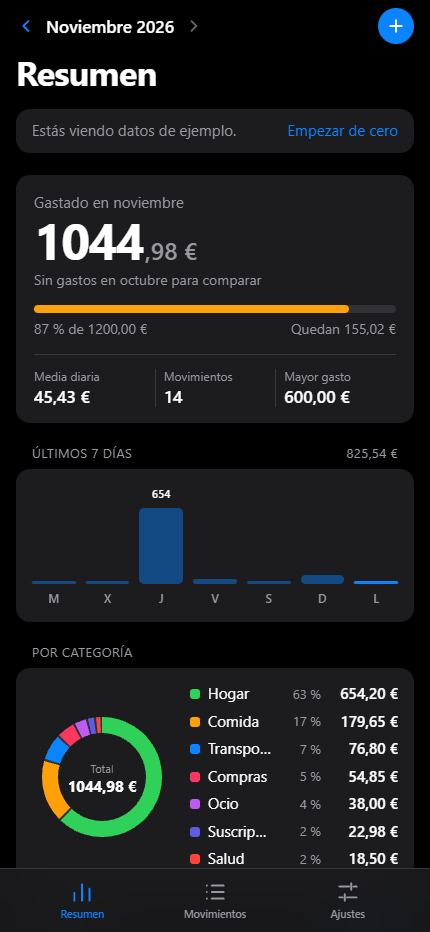 Noviembre 2026
Resumen
Estás viendo datos de ejemplo. Empezar de cero
Gastado en noviembre
1044,98 €
Sin gastos en octubre para comparar
87 % de 1200,00 € Quedan 155,02 €
Media diaria Movimientos Mayor gasto
45,43 € 14 600,00 €
ÚLTIMOS 7 DÍAS 825,54 €
654
M X J V S D L
POR CATEGORÍA
Hogar 63 % 654,20 €
Comida 17 % 179,65 €
Transpo... 7 % 76,80 €
Compras 5 % 54,85 €
Ocio 4 % 38,00 €
Suscrip... 2 % 22,98 €
Salud 2 % 18,50 €
Total
1044,98 €
Resumen Movimientos Ajustes